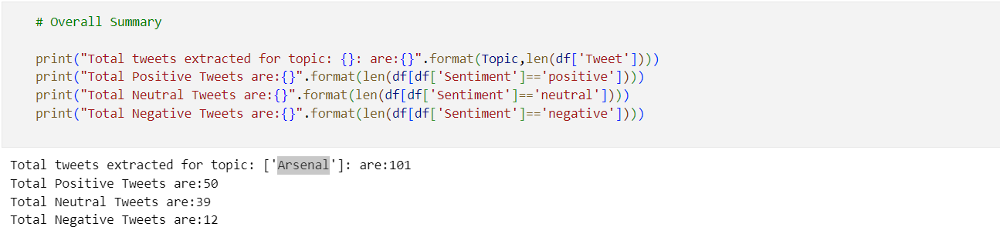 # Overall Summary
print("Total tweets extracted for topic: {}: are:{}".format(Topic,len(df['Tweet'])))
print("Total Positive Tweets are:{}".format(len(df[df['Sentiment']=='positive'])))
print("Total Neutral Tweets are:{}".format(len(df[df['Sentiment']=='neutral'])))
print("Total Negative Tweets are:{}".format(len(df[df['Sentiment']=='negative'])))
Total tweets extracted for topic: ['Arsenal']: are:101
Total Positive Tweets are:50
Total Neutral Tweets are:39
Total Negative Tweets are:12